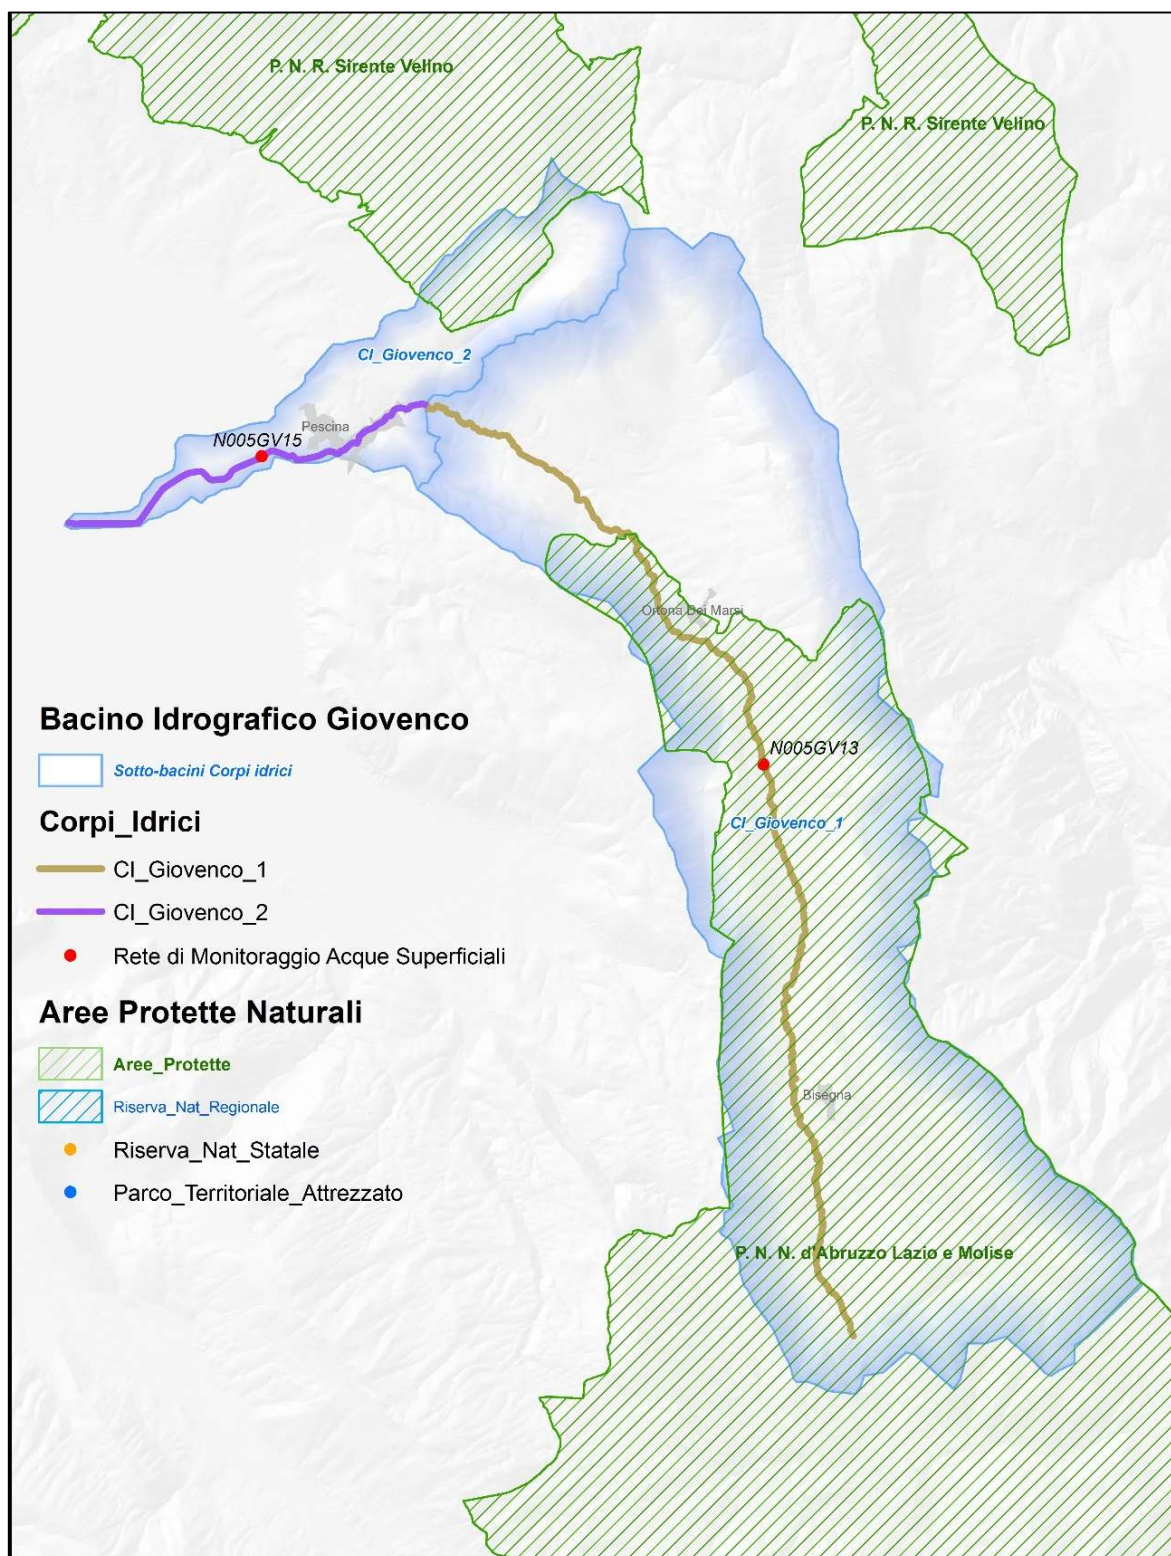 P. N. R. Sirente Velino
P. N. R. Sirente Velino
CI_Giovenco_2
Pescina
N005GV15
Ortona Dei Marsi
N005GV13
CI_Giovenco_1
Bisegna
P. N. N. d'Abruzzo Lazio e Molise
Bacino Idrografico Giovenco
Sotto-bacini Corpi idrici
Corpi_Idrici
CI_Giovenco_1
CI_Giovenco_2
Rete di Monitoraggio Acque Superficiali
Aree Protette Naturali
Aree_Protette
Riserva_Nat_Regionale
Riserva_Nat_Statale
Parco_Territoriale_Attrezzato